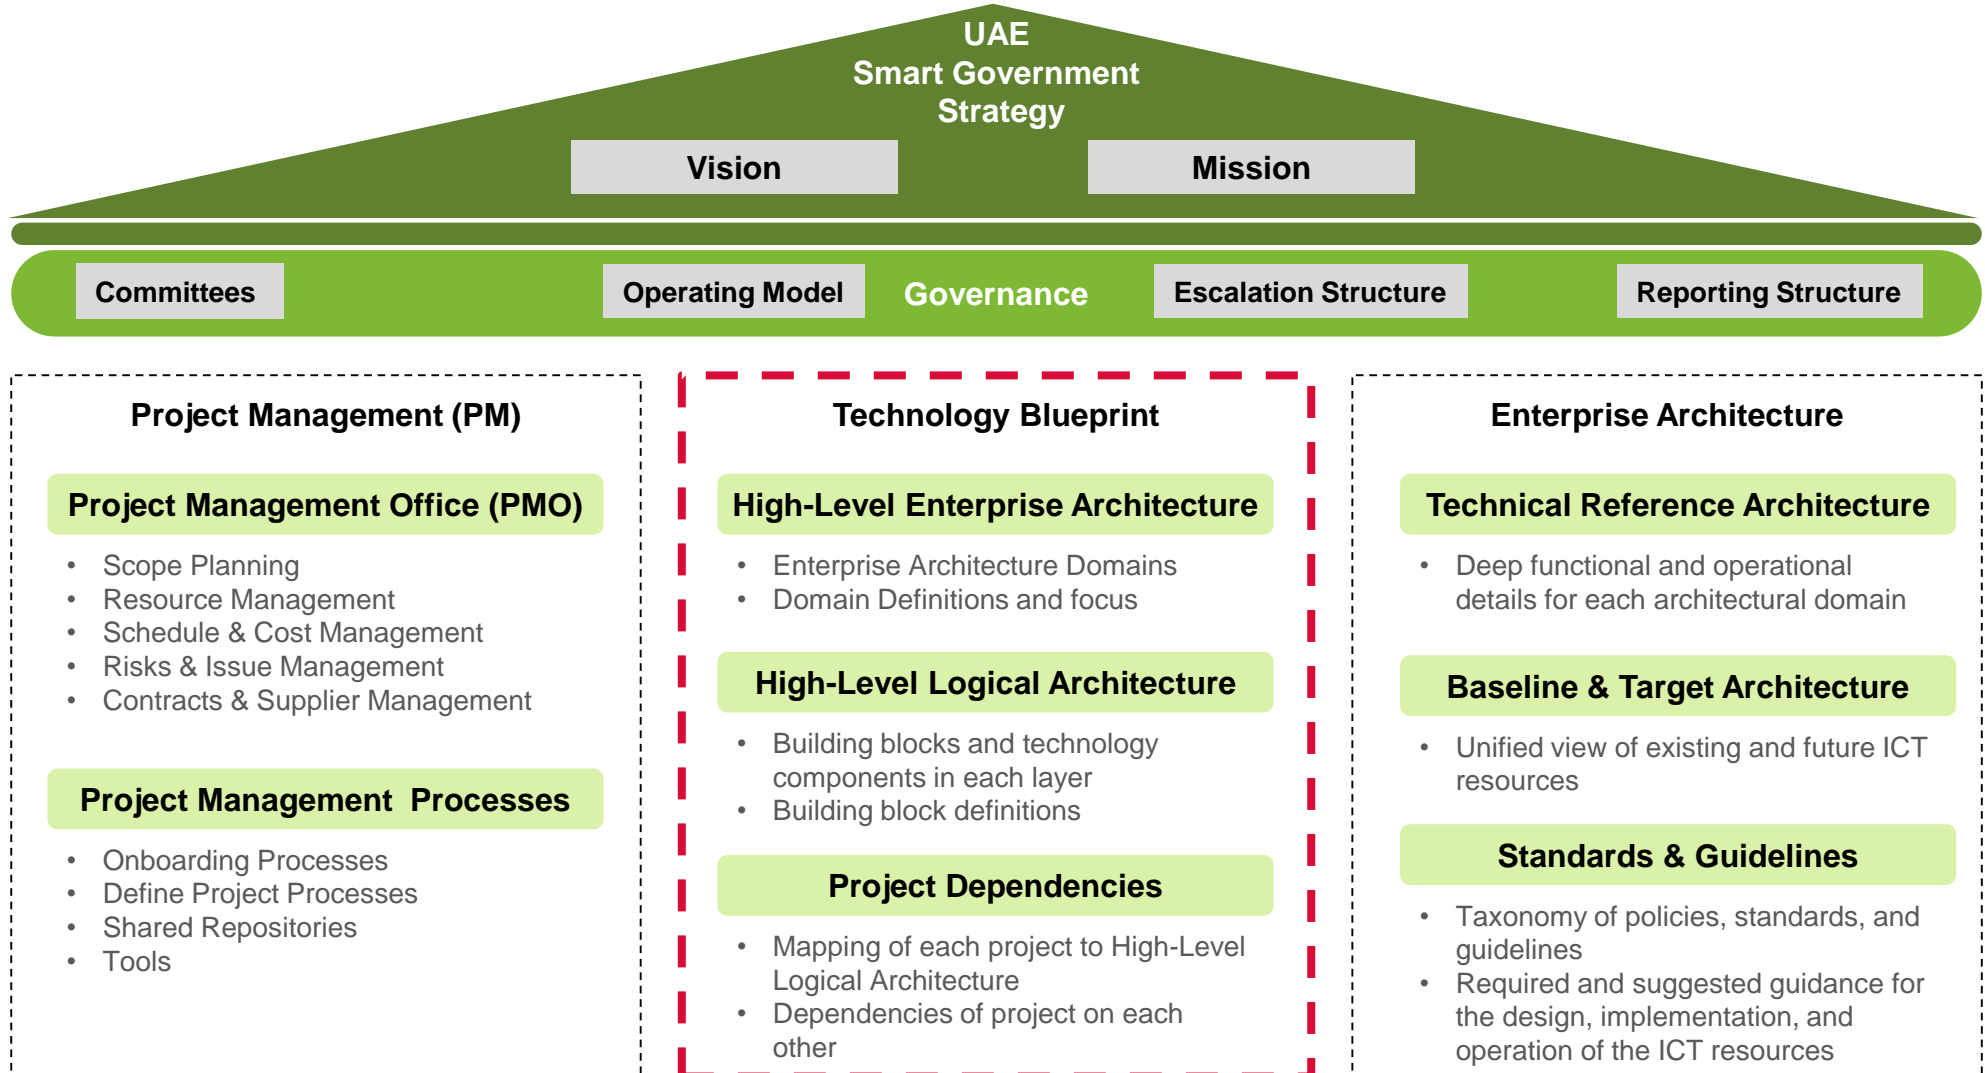 UAE
Smart Government
Strategy
Vision
Mission
Committees
Operating Model
Governance
Escalation Structure
Reporting Structure
Project Management (PM)
Project Management Office (PMO)
• Scope Planning
• Resource Management
• Schedule & Cost Management
• Risks & Issue Management
• Contracts & Supplier Management
Project Management Processes
• Onboarding Processes
• Define Project Processes
• Shared Repositories
• Tools
Technology Blueprint
High-Level Enterprise Architecture
• Enterprise Architecture Domains
• Domain Definitions and focus
High-Level Logical Architecture
• Building blocks and technology
components in each layer
• Building block definitions
Project Dependencies
• Mapping of each project to High-Level
Logical Architecture
• Dependencies of project on each
other
Enterprise Architecture
Technical Reference Architecture
• Deep functional and operational
details for each architectural domain
Baseline & Target Architecture
• Unified view of existing and future ICT
resources
Standards & Guidelines
• Taxonomy of policies, standards, and
guidelines
• Required and suggested guidance for
the design, implementation, and
operation of the ICT resources